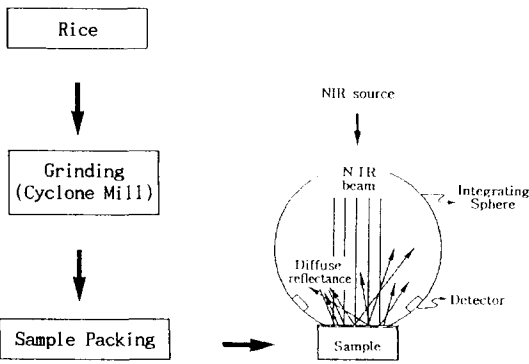 Rice
Grinding
(Cyclone Mill)
Sample Packing
NIR source
NIR
beam
Integrating
Sphere
Diffuse
reflectance
Detector
Sample